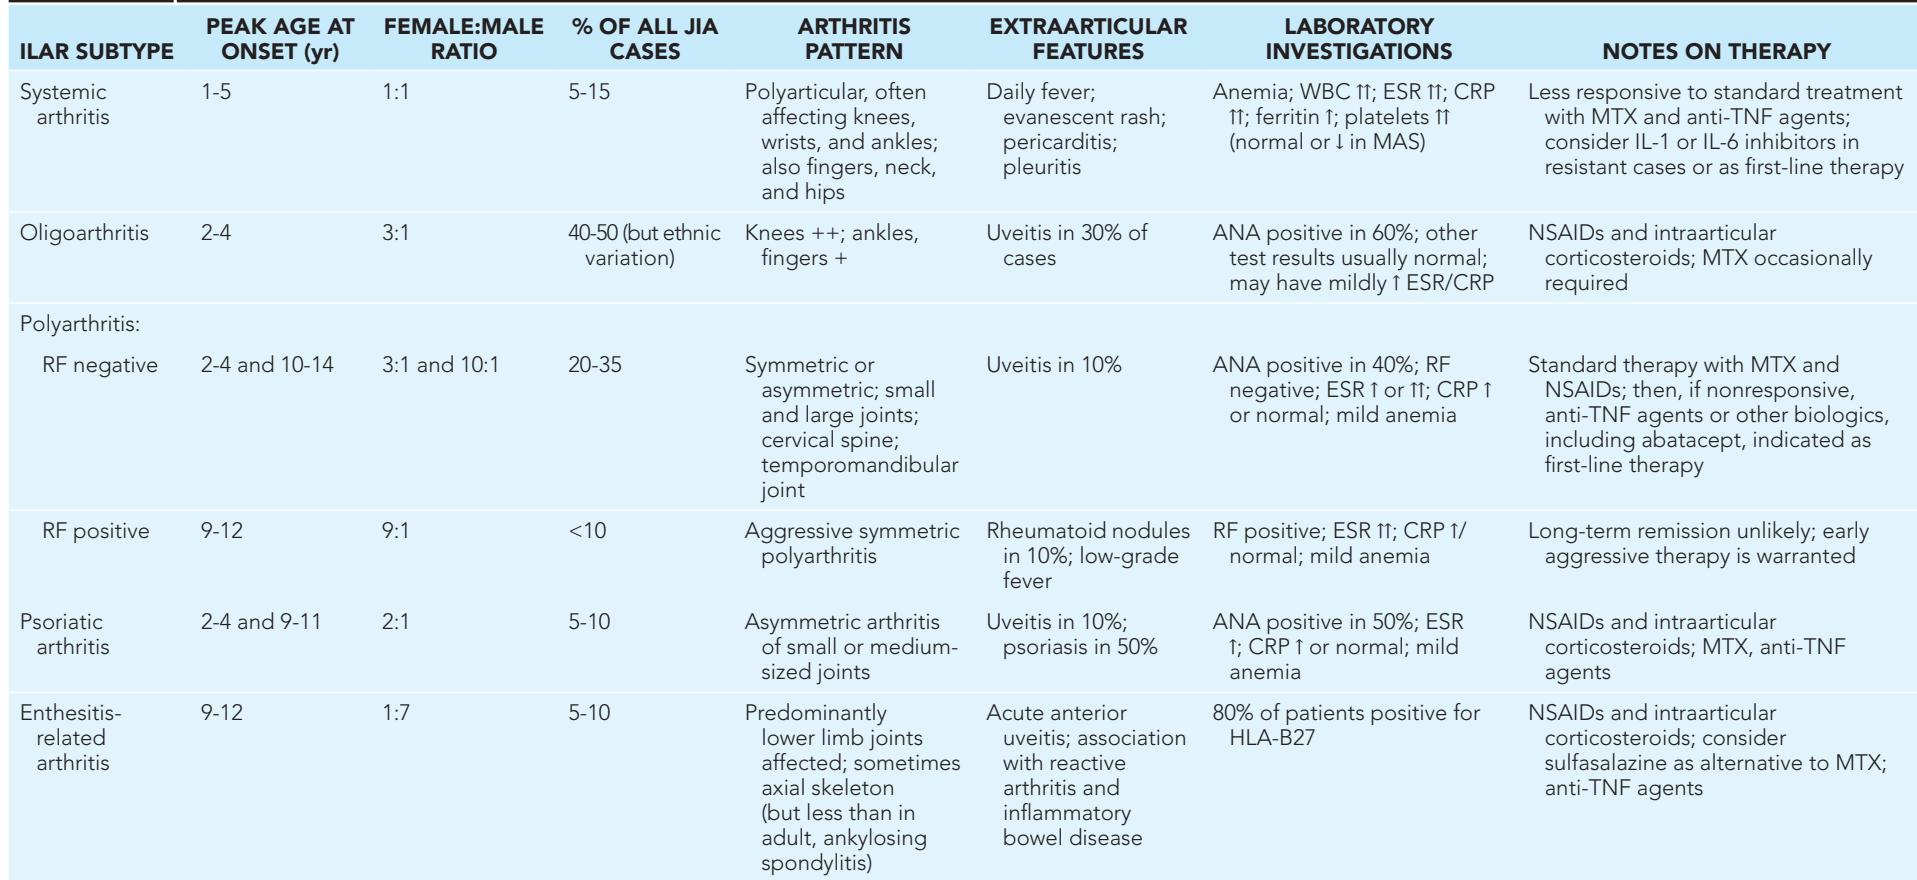 ILAR SUBTYPE
PEAK AGE AT
ONSET (yr)
FEMALE:MALE
RATIO
% OF ALL JIA
CASES
ARTHRITIS
PATTERN
EXTRAARTICULAR
FEATURES
LABORATORY
INVESTIGATIONS
NOTES ON THERAPY
Systemic
arthritis
1-5
1:1
5-15
Polyarticular, often
affecting knees,
wrists, and ankles;
also fingers, neck,
and hips
Daily fever;
evanescent rash;
pericarditis;
pleuritis
Anemia; WBC ⇈; ESR ⇈; CRP
⇈; ferritin ↑; platelets ⇈
(normal or ↓ in MAS)
Less responsive to standard treatment
with MTX and anti-TNF agents;
consider IL-1 or IL-6 inhibitors in
resistant cases or as first-line therapy
Oligoarthritis
2-4
3:1
40-50 (but ethnic
variation)
Knees ++; ankles,
fingers +
Uveitis in 30% of
cases
ANA positive in 60%; other
test results usually normal;
may have mildly ↑ ESR/CRP
NSAIDs and intraarticular
corticosteroids; MTX occasionally
required
Polyarthritis:
RF negative
2-4 and 10-14
3:1 and 10:1
20-35
Symmetric or
asymmetric; small
and large joints;
cervical spine;
temporomandibular
joint
Uveitis in 10%
ANA positive in 40%; RF
negative; ESR ↑ or ⇈; CRP ↑
or normal; mild anemia
Standard therapy with MTX and
NSAIDs; then, if nonresponsive,
anti-TNF agents or other biologics,
including abatacept, indicated as
first-line therapy
RF positive
9-12
9:1
<10
Aggressive symmetric
polyarthritis
Rheumatoid nodules
in 10%; low-grade
fever
RF positive; ESR ⇈; CRP ↑/
normal; mild anemia
Long-term remission unlikely; early
aggressive therapy is warranted
Psoriatic
arthritis
2-4 and 9-11
2:1
5-10
Asymmetric arthritis
of small or medium-
sized joints
Uveitis in 10%;
psoriasis in 50%
ANA positive in 50%; ESR
↑; CRP ↑ or normal; mild
anemia
NSAIDs and intraarticular
corticosteroids; MTX, anti-TNF
agents
Enthesitis-
related
arthritis
9-12
1:7
5-10
Predominantly
lower limb joints
affected; sometimes
axial skeleton
(but less than in
adult, ankylosing
spondylitis)
Acute anterior
uveitis; association
with reactive
arthritis and
inflammatory
bowel disease
80% of patients positive for
HLA-B27
NSAIDs and intraarticular
corticosteroids; consider
sulfasalazine as alternative to MTX;
anti-TNF agents